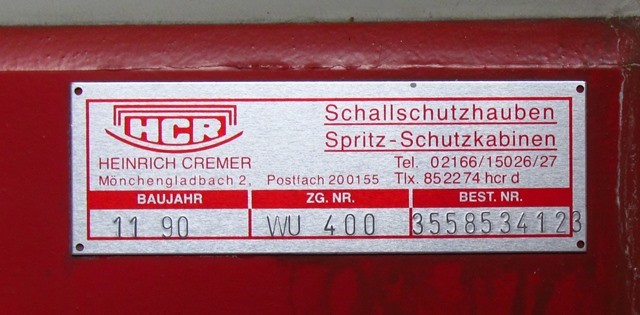 HCR
HEINRICH CREMER
Mönchengladbach 2, Postfach 200155
Schallschutzhauben
Spritz-Schutzkabinen
Tel. 02166/15026/27
Tlx. 852274 hcr d
BAUJAHR ZG. NR. BEST. NR.
11 90 WU 400 3558534123